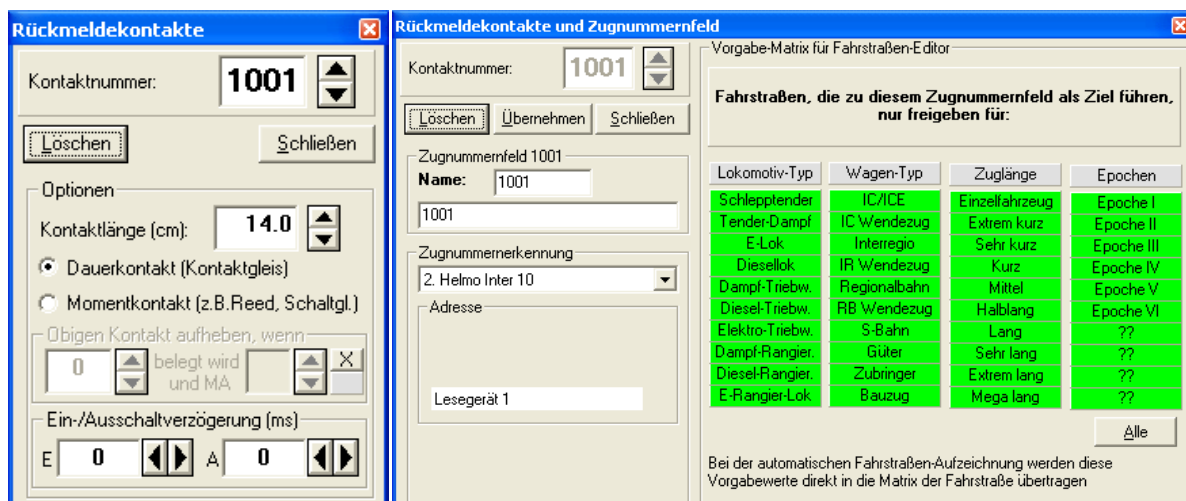 Rückmeldekontakte
Kontaktnummer: 1001
Löschen Schließen
Optionen
Kontaktlänge (cm): 14.0
Dauerkontakt (Kontaktgleis)
Momentkontakt (z.B.Reed, Schaltgl.)
Obigen Kontakt aufheben, wenn
0 belegt wird X
und MA
Ein-/Ausschaltverzögerung (ms)
E 0 A 0
Rückmeldekontakte und Zugnummernfeld
Kontaktnummer: 1001
Löschen Übernehmen Schließen
Zugnummernfeld 1001
Name: 1001
1001
Zugnummernerkennung
2. Helmo Inter 10
Adresse
Lesegerät 1
Vorgabe-Matrix für Fahrstraßen-Editor
Fahrstraßen, die zu diesem Zugnummernfeld als Ziel führen,
nur freigeben für:
Lokomotiv-Typ Wagen-Typ Zuglänge Epochen
Schlepptender IC/ICE Einzelfahrzeug Epoche I
Tender-Dampf IC Wendezug Extrem kurz Epoche II
E-Lok Interregio Sehr kurz Epoche III
Diesellok IR Wendezug Kurz Epoche IV
Dampf-Triebw. Regionalbahn Mittel Epoche V
Diesel-Triebw. RB Wendezug Halblang Epoche VI
Elektro-Triebw. S-Bahn Lang ??
Dampf-Rangier. Güter Sehr lang ??
Diesel-Rangier. Zubringer Extrem lang ??
E-Rangier-Lok Bauzug Mega lang ??
Alle
Bei der automatischen Fahrstraßen-Aufzeichnung werden diese
Vorgabewerte direkt in die Matrix der Fahrstraße übertragen